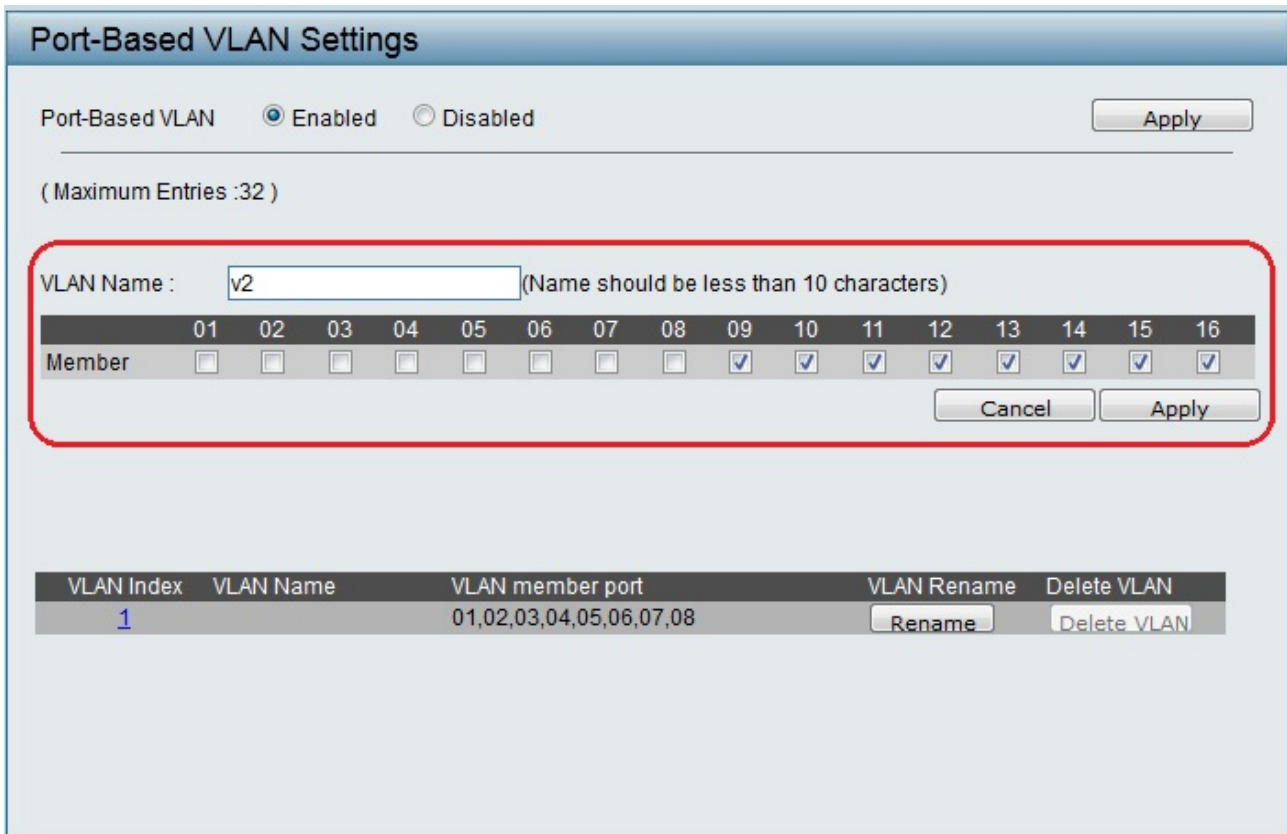 Port-Based VLAN Settings
Port-Based VLAN Enabled Disabled Apply
( Maximum Entries :32 )
VLAN Name : v2 (Name should be less than 10 characters)
01 02 03 04 05 06 07 08 09 10 11 12 13 14 15 16
Member
Cancel Apply
VLAN Index VLAN Name VLAN member port VLAN Rename Delete VLAN
1 01,02,03,04,05,06,07,08 Rename Delete VLAN